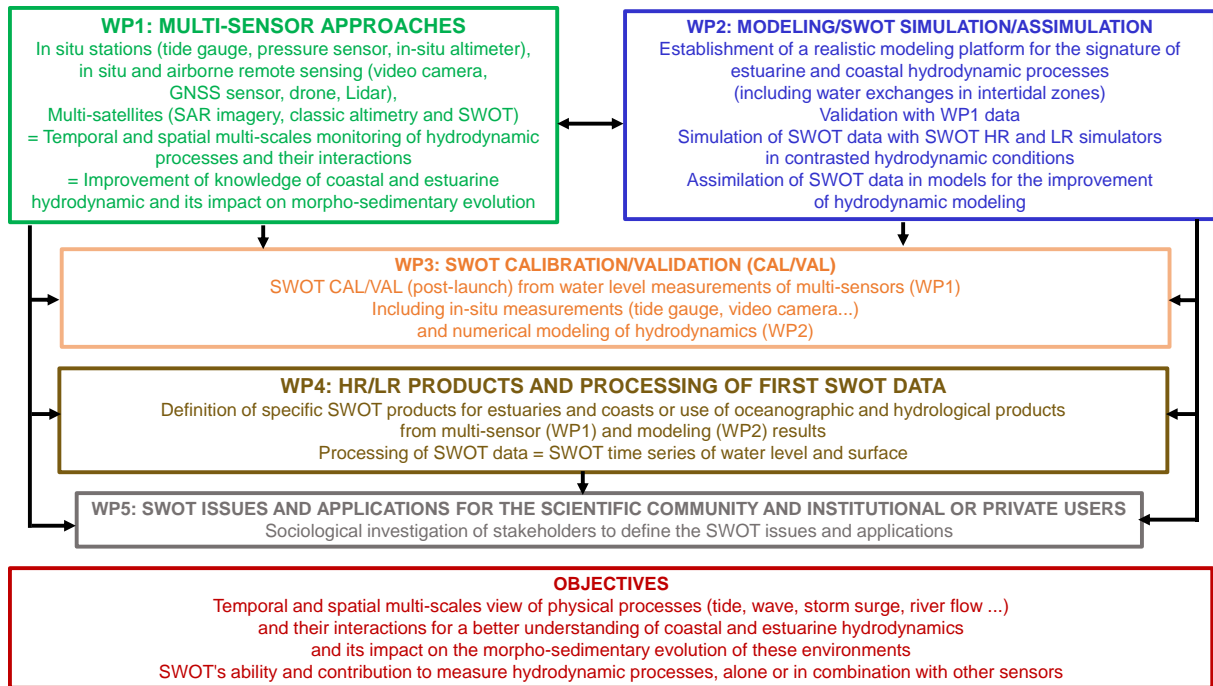 WP1: MULTI-SENSOR APPROACHES
In situ stations (tide gauge, pressure sensor, in-situ altimeter),
in situ and airborne remote sensing (video camera,
GNSS sensor, drone, Lidar),
Multi-satellites (SAR imagery, classic altimetry and SWOT)
= Temporal and spatial multi-scales monitoring of hydrodynamic
processes and their interactions
= Improvement of knowledge of coastal and estuarine
hydrodynamic and its impact on morpho-sedimentary evolution
WP2: MODELING/SWOT SIMULATION/ASSIMILATION
Establishment of a realistic modeling platform for the signature of
estuarine and coastal hydrodynamic processes
(including water exchanges in intertidal zones)
Validation with WP1 data
Simulation of SWOT data with SWOT HR and LR simulators
in contrasted hydrodynamic conditions
Assimilation of SWOT data in models for the improvement
of hydrodynamic modeling
WP3: SWOT CALIBRATION/VALIDATION (CAL/VAL)
SWOT CAL/VAL (post-launch) from water level measurements of multi-sensors (WP1)
Including in-situ measurements (tide gauge, video camera...)
and numerical modeling of hydrodynamics (WP2)
WP4: HR/LR PRODUCTS AND PROCESSING OF FIRST SWOT DATA
Definition of specific SWOT products for estuaries and coasts or use of oceanographic and hydrological products
from multi-sensor (WP1) and modeling (WP2) results
Processing of SWOT data = SWOT time series of water level and surface
WP5: SWOT ISSUES AND APPLICATIONS FOR THE SCIENTIFIC COMMUNITY AND INSTITUTIONAL OR PRIVATE USERS
Sociological investigation of stakeholders to define the SWOT issues and applications
OBJECTIVES
Temporal and spatial multi-scales view of physical processes (tide, wave, storm surge, river flow ...)
and their interactions for a better understanding of coastal and estuarine hydrodynamics
and its impact on the morpho-sedimentary evolution of these environments
SWOT's ability and contribution to measure hydrodynamic processes, alone or in combination with other sensors